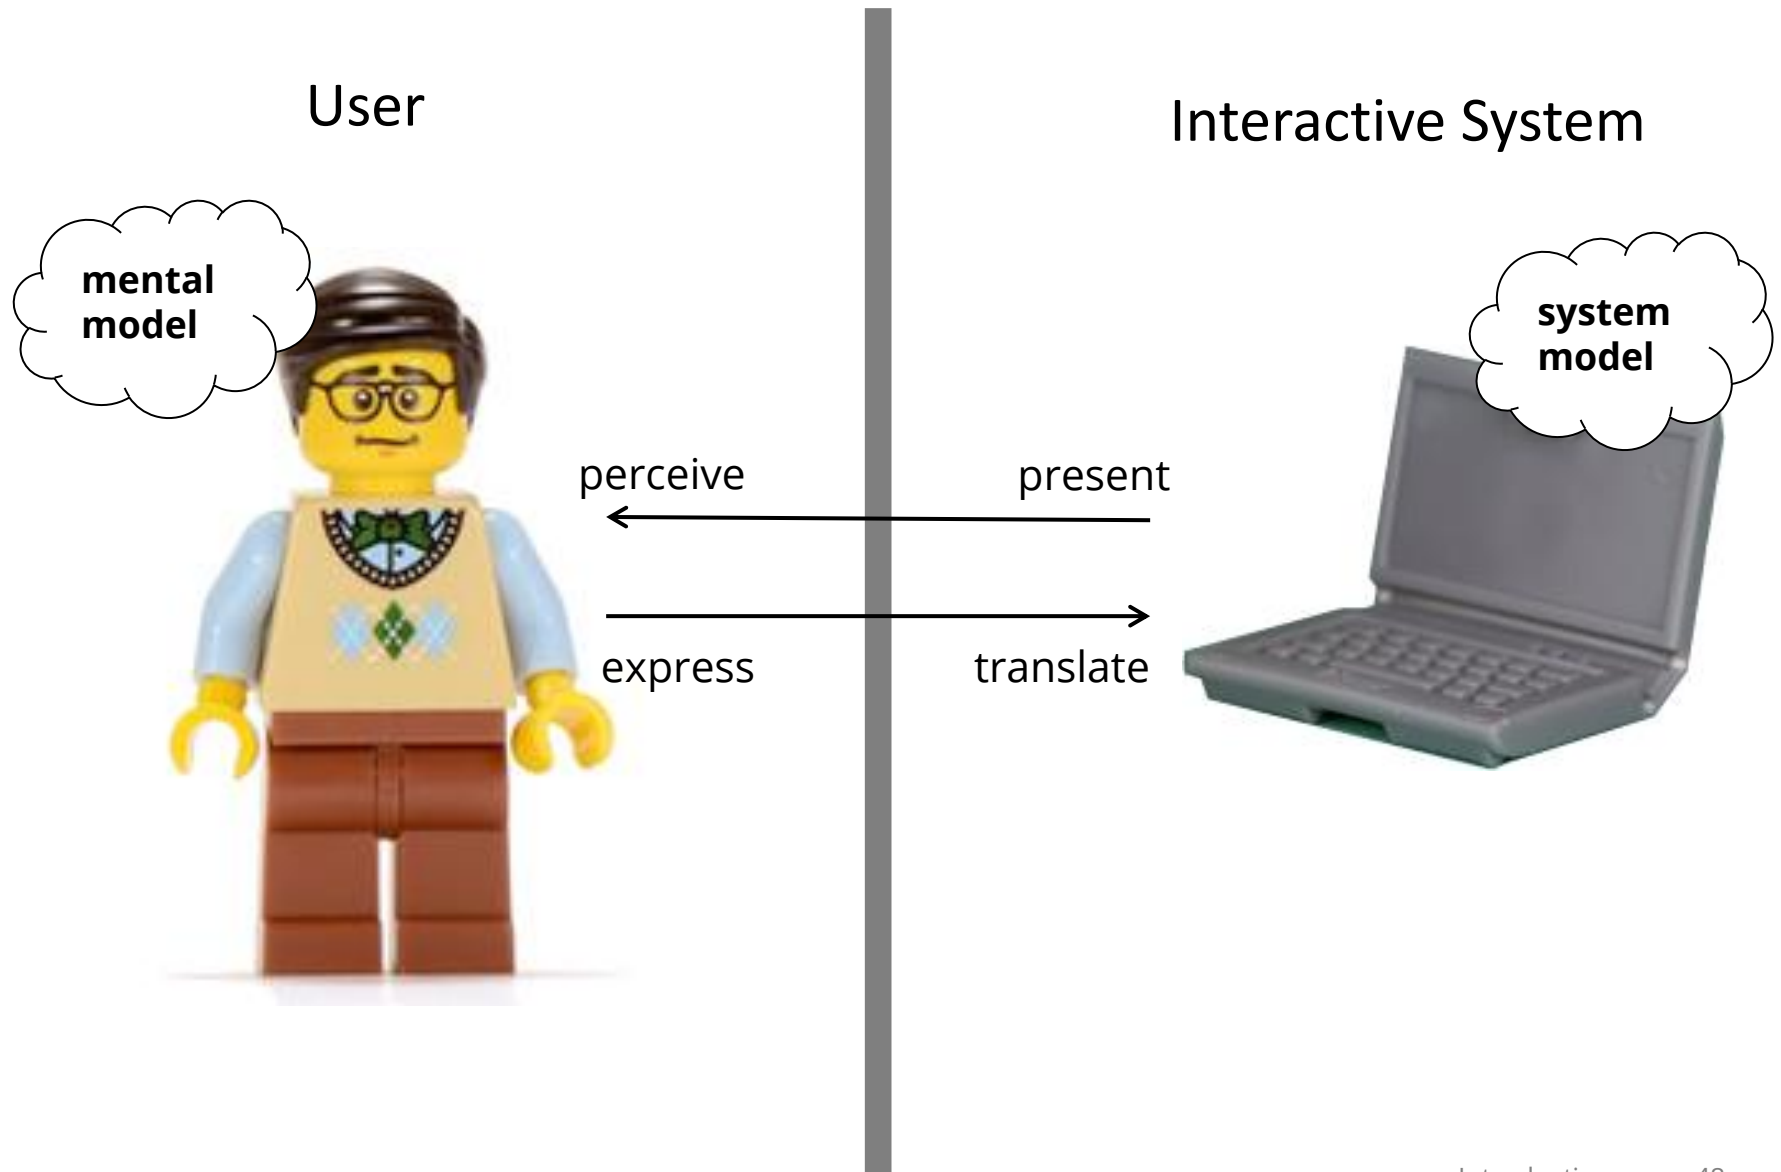 User
Interactive System
mental
model
system
model
perceive
present
express
translate